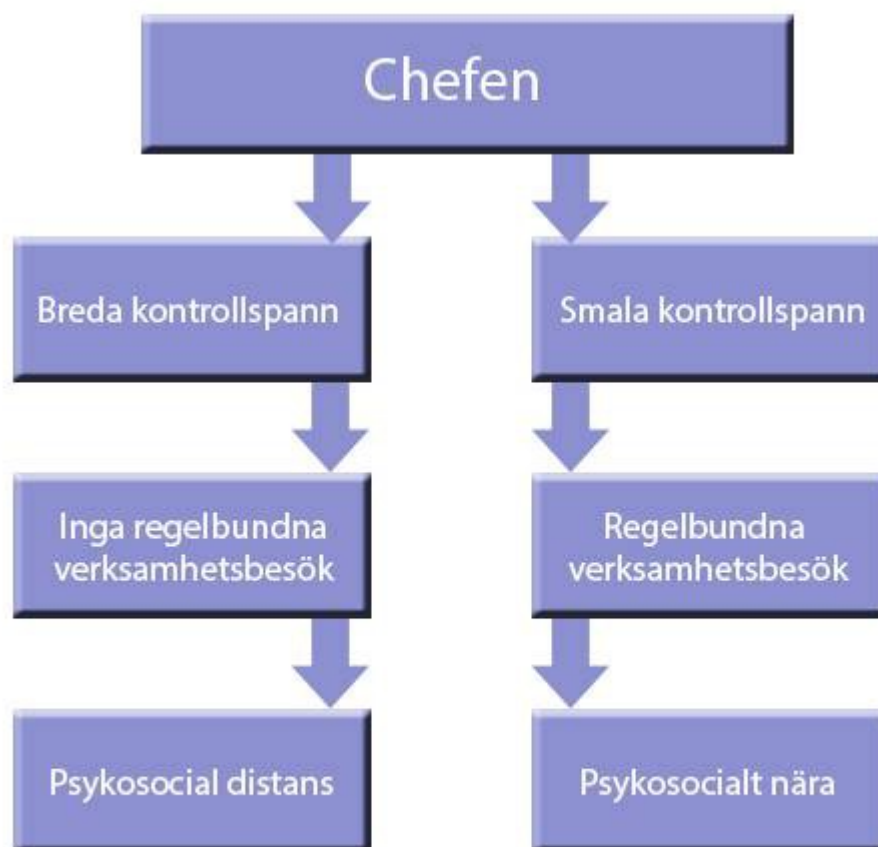 Chefen
Breda kontrollspann
Smala kontrollspann
Inga regelbundna
verksamhetsbesök
Regelbundna
verksamhetsbesök
Psykosocial distans
Psykosocialt nära